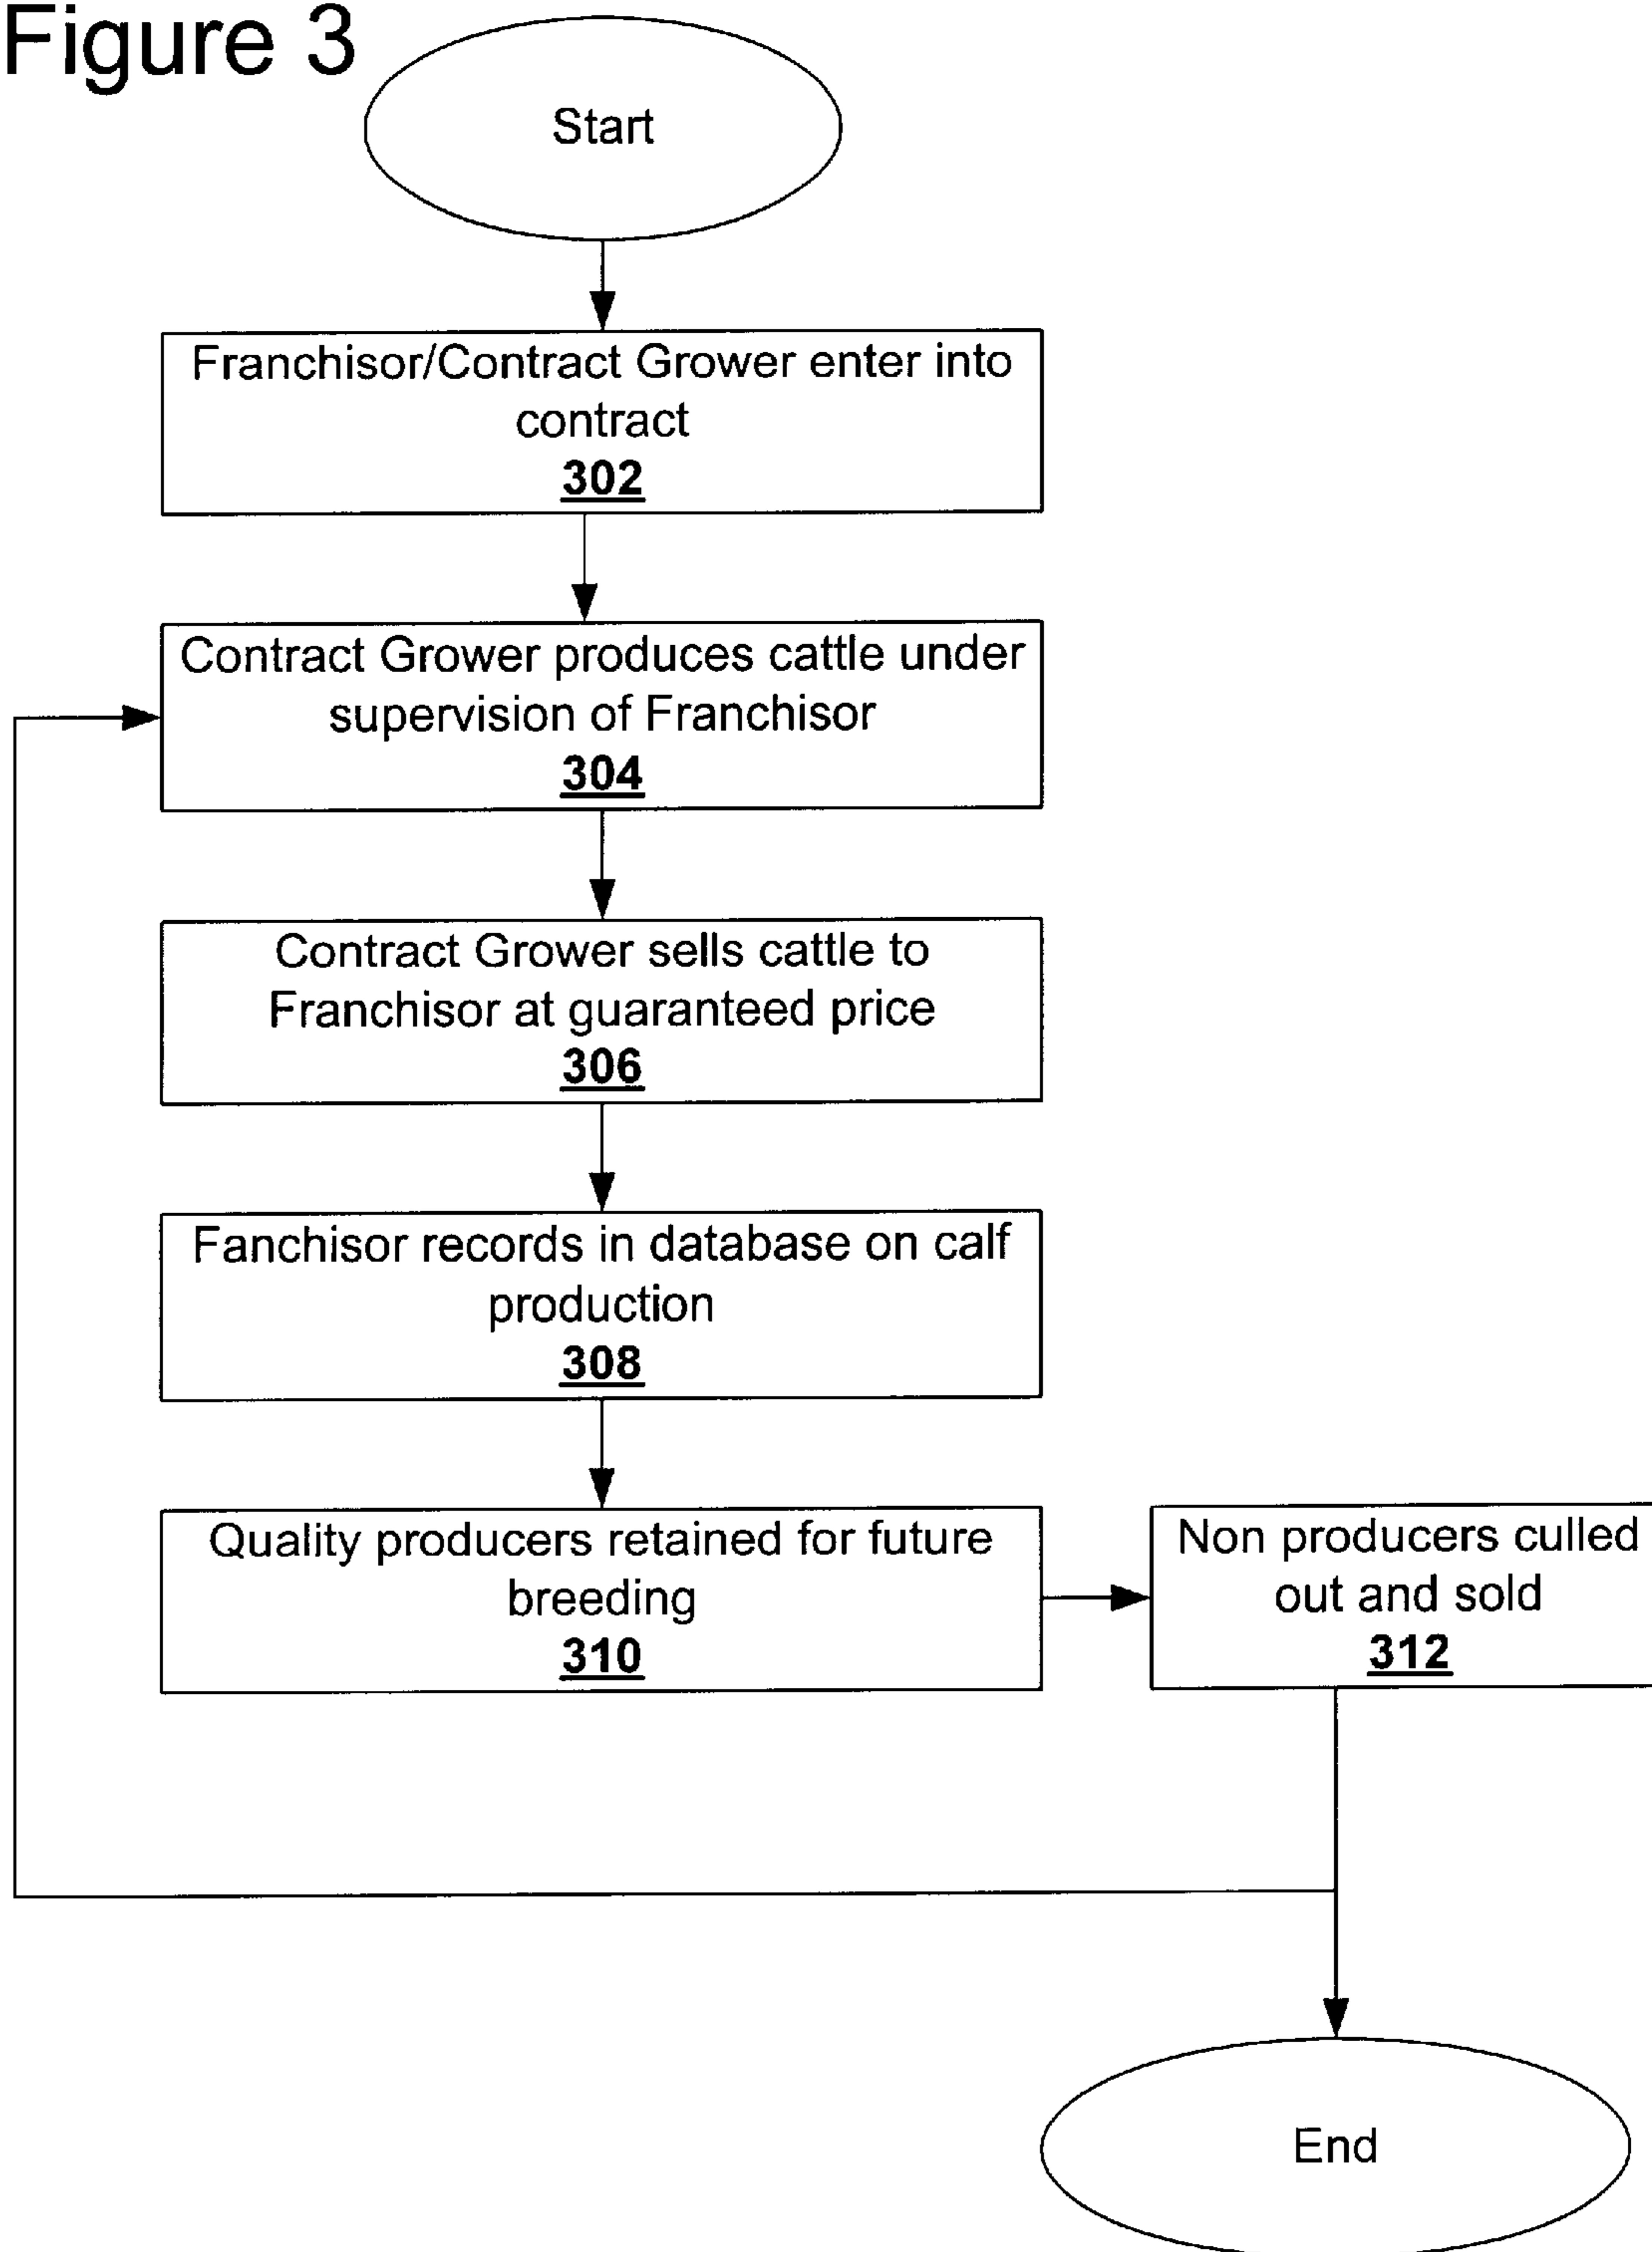 Figure 3
Start
Franchisor/Contract Grower enter into
contract
302
Contract Grower produces cattle under
supervision of Franchisor
304
Contract Grower sells cattle to
Franchisor at guaranteed price
306
Fanchisor records in database on calf
production
308
Quality producers retained for future
breeding
310
Non producers culled
out and sold
312
End